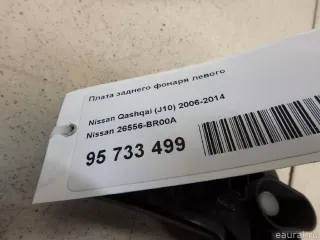 Плата заднего фонаря левого
Nissan Qashqai (J10) 2006-2014
Nissan 26556-BR00A
95 733 499